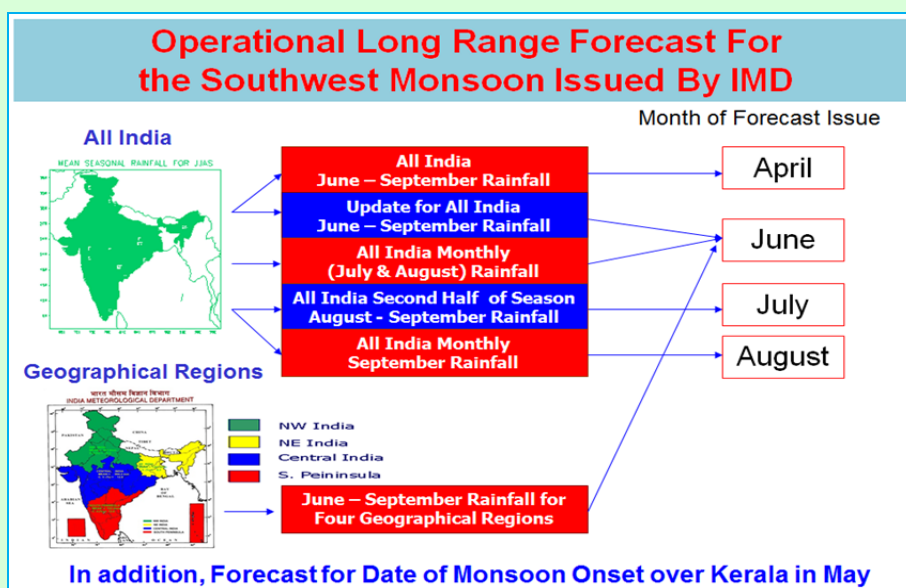 Operational Long Range Forecast For
the Southwest Monsoon Issued By IMD
Month of Forecast Issue
All India
MEAN SEASONAL RAINFALL FOR JJAS
All India
June – September Rainfall
Update for All India
June – September Rainfall
All India Monthly
(July & August) Rainfall
All India Second Half of Season
August - September Rainfall
All India Monthly
September Rainfall
April
June
July
August
Geographical Regions
भारत मौसम विज्ञान विभाग
INDIA METEOROLOGICAL DEPARTMENT
NW India
NE India
Central India
S. Peininsula
June – September Rainfall for
Four Geographical Regions
In addition, Forecast for Date of Monsoon Onset over Kerala in May